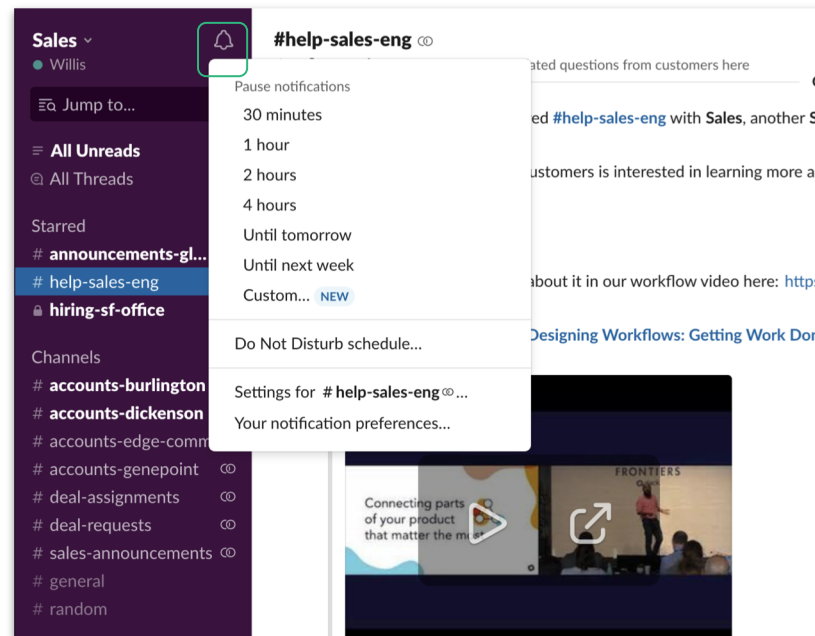 Sales
Willis
Jump to...
All Unreads
All Threads
Starred
# announcements-gl...
# help-sales-eng
hiring-sf-office
Channels
# accounts-burlington
# accounts-dickenson
# accounts-edge-comm
# accounts-genepoint
# deal-assignments
# deal-requests
# sales-announcements
# general
# random
#help-sales-eng
Pause notifications
30 minutes
1 hour
2 hours
4 hours
Until tomorrow
Until next week
Custom... NEW
Do Not Disturb schedule...
Settings for # help-sales-eng ...
Your notification preferences...
questions from customers here
#help-sales-eng with Sales, another
is interested in learning more
about it in our workflow video here:
Designing Workflows: Getting Work
FRONTIERS
Connecting parts
of your product
that matter the most